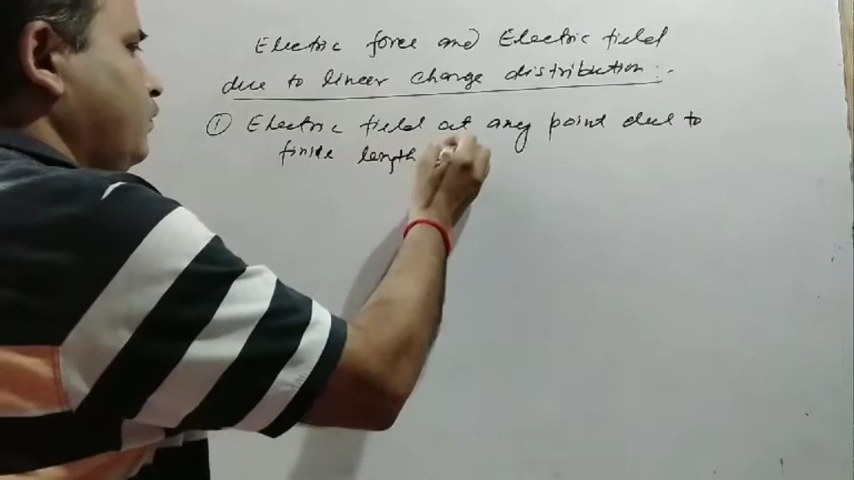 Electric force and Electric field
due to linear charge distribution :-
① Electric field at any point due to
finite length